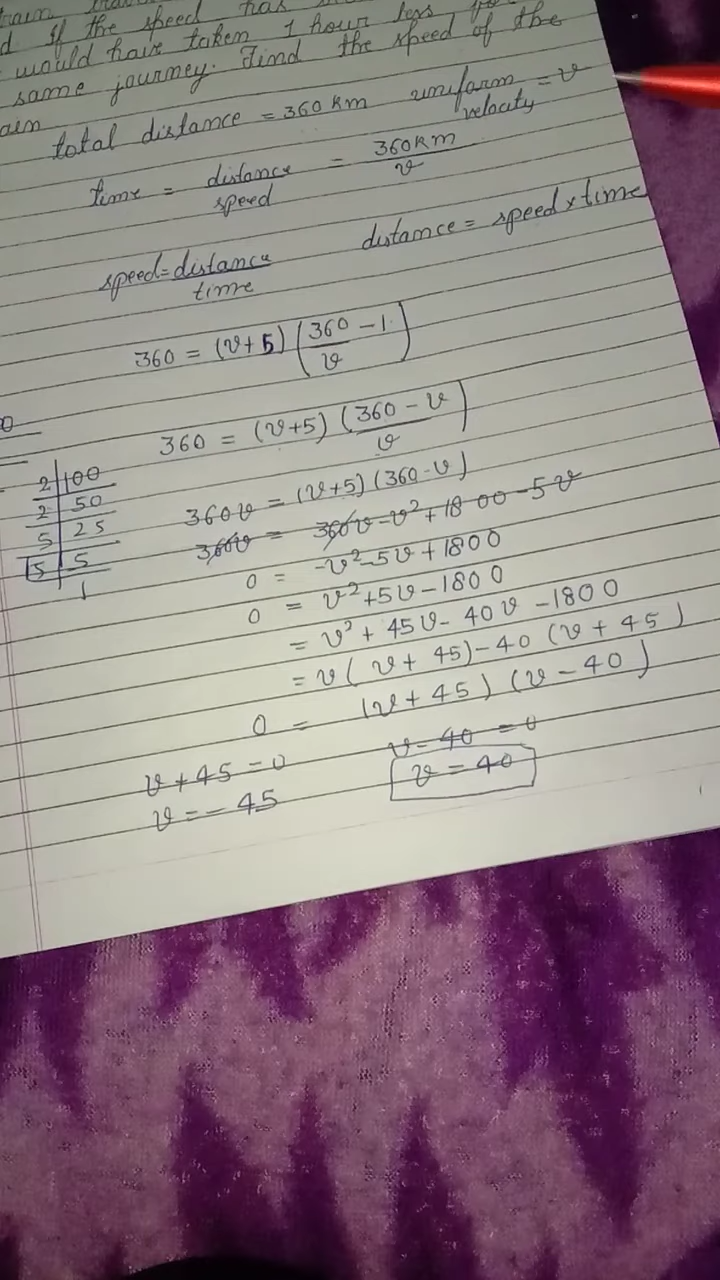 if the speed has
would have taken 1 hour less
same journey. Find the speed of the
total distance = 360 km uniform velocity = v
time = distance/speed = 360km/v
speed = distance/time distance = speed × time
360 = (v+5) (360/v - 1)
360 = (v+5) (360 - v/v)
360v = (v+5) (360-v)
360v = 360v - v² + 1800 - 5v
0 = -v² - 5v + 1800
0 = v² + 5v - 1800
= v² + 45v - 40v - 1800
= v( v + 45) - 40 (v + 45)
0 = (v + 45) (v - 40)
v + 45 = 0 v - 40 = 0
v = - 45 v = 40
2 100
2 50
5 25
5 5
1